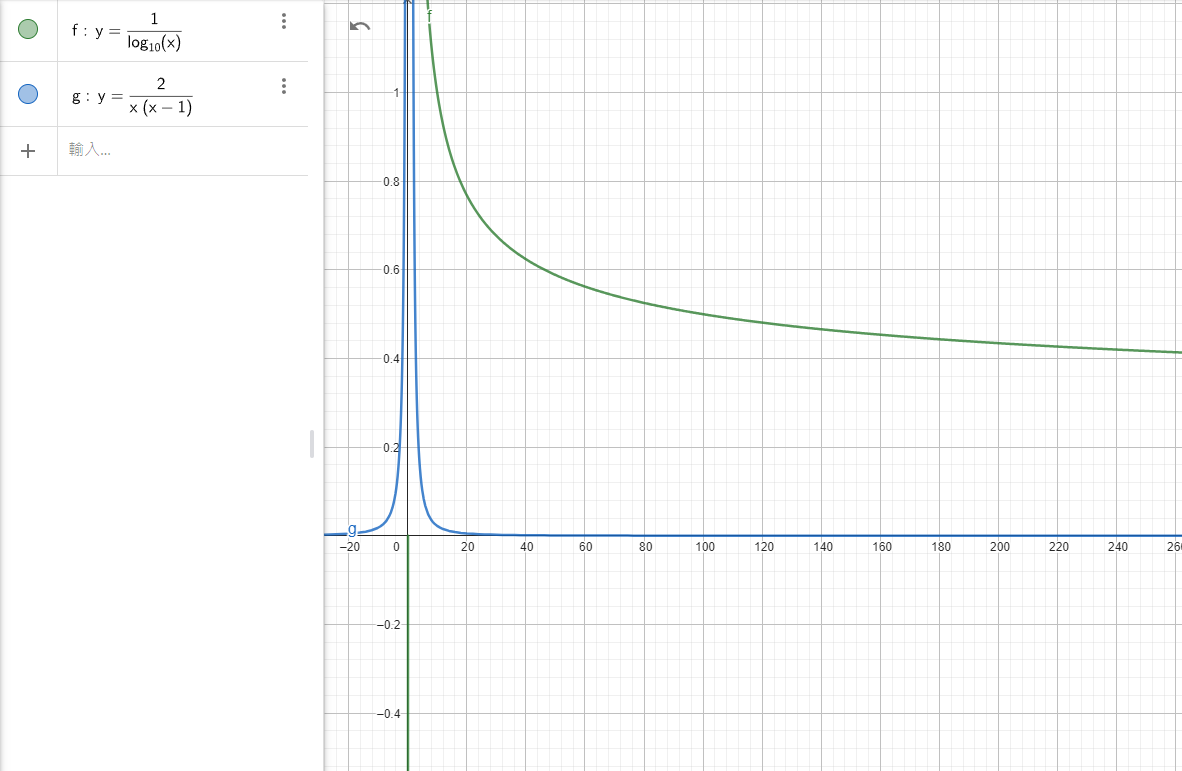 f : y = 1 / log₁₀(x)
g : y = 2 / x (x − 1)
輸入...
f
1
0.8
0.6
0.4
0.2
g
−20 0 20 40 60 80 100 120 140 160 180 200 220 240 26
−0.2
−0.4